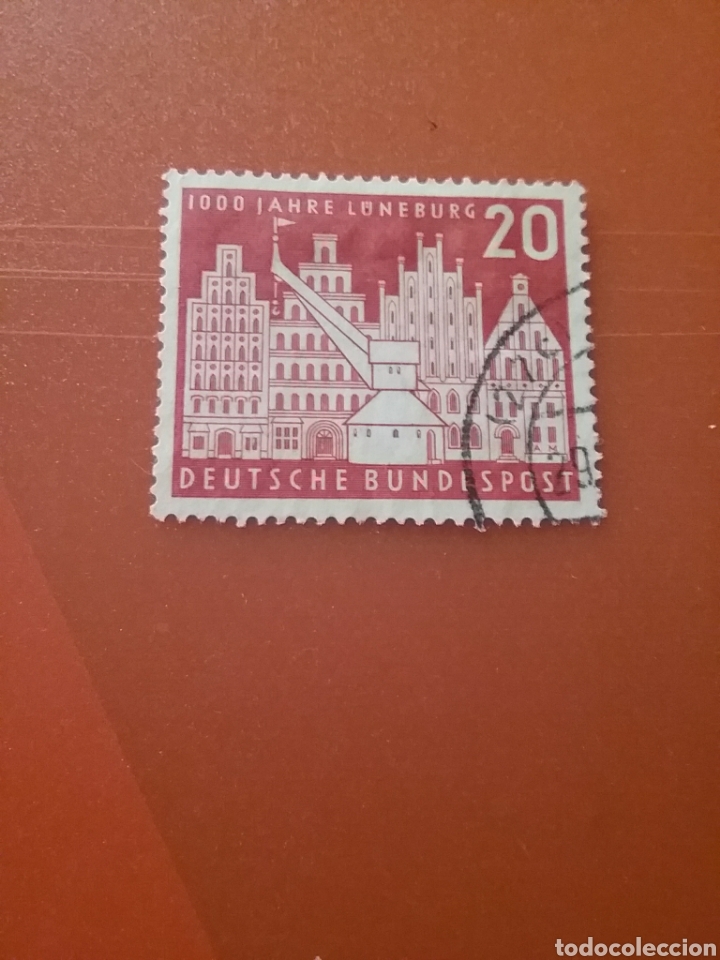 1000 JAHRE LÜNEBURG 20
DEUTSCHE BUNDESPOST
todocoleccion